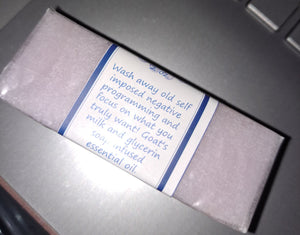 Wash away old self
imposed negative
programming and
focus on what you
truly want! Goat's
milk and glycerin
soap infused
essential oil.